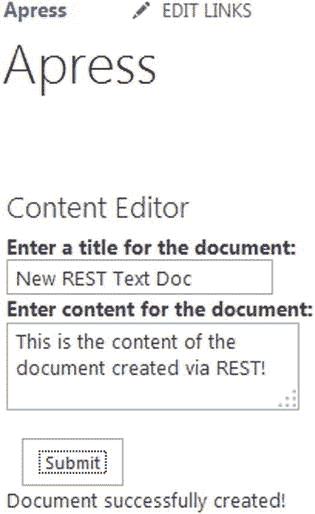 Apress EDIT LINKS
Apress
Content Editor
Enter a title for the document:
New REST Text Doc
Enter content for the document:
This is the content of the
document created via REST!
Submit
Document successfully created!